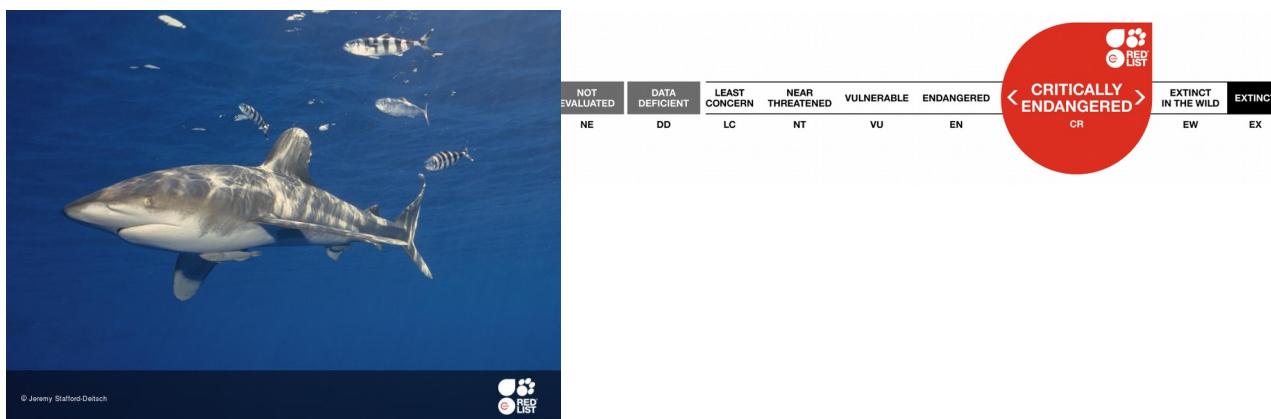 © Jeremy Stafford-Deitsch
RED
LIST
NOT
EVALUATED
NE
DATA
DEFICIENT
DD
LEAST
CONCERN
LC
NEAR
THREATENED
NT
VULNERABLE
VU
ENDANGERED
EN
RED
LIST
< CRITICALLY
ENDANGERED >
CR
EXTINCT
IN THE WILD
EW
EXTINCT
EX